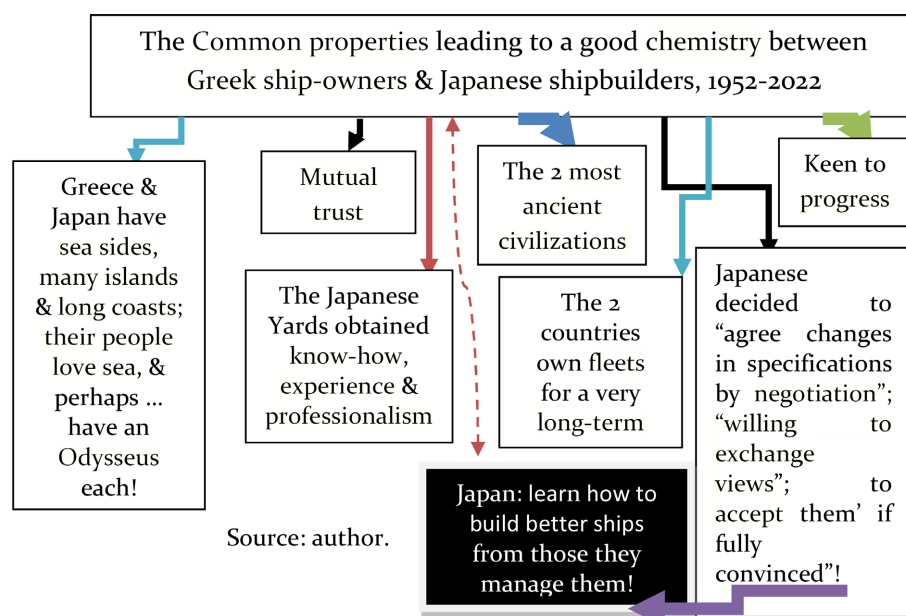 The Common properties leading to a good chemistry between
Greek ship-owners & Japanese shipbuilders, 1952-2022
Greece &
Japan have
sea sides,
many islands
& long coasts;
their people
love sea, &
perhaps ...
have an
Odysseus
each!
Mutual
trust
The Japanese
Yards obtained
know-how,
experience &
professionalism
The 2 most
ancient
civilizations
The 2
countries
own fleets
for a very
long-term
Keen to
progress
Japanese
decided to
“agree changes
in specifications
by negotiation”;
“willing to
exchange
views”; to
accept them’ if
fully
convinced”!
Japan: learn how to
build better ships
from those they
manage them!
Source: author.